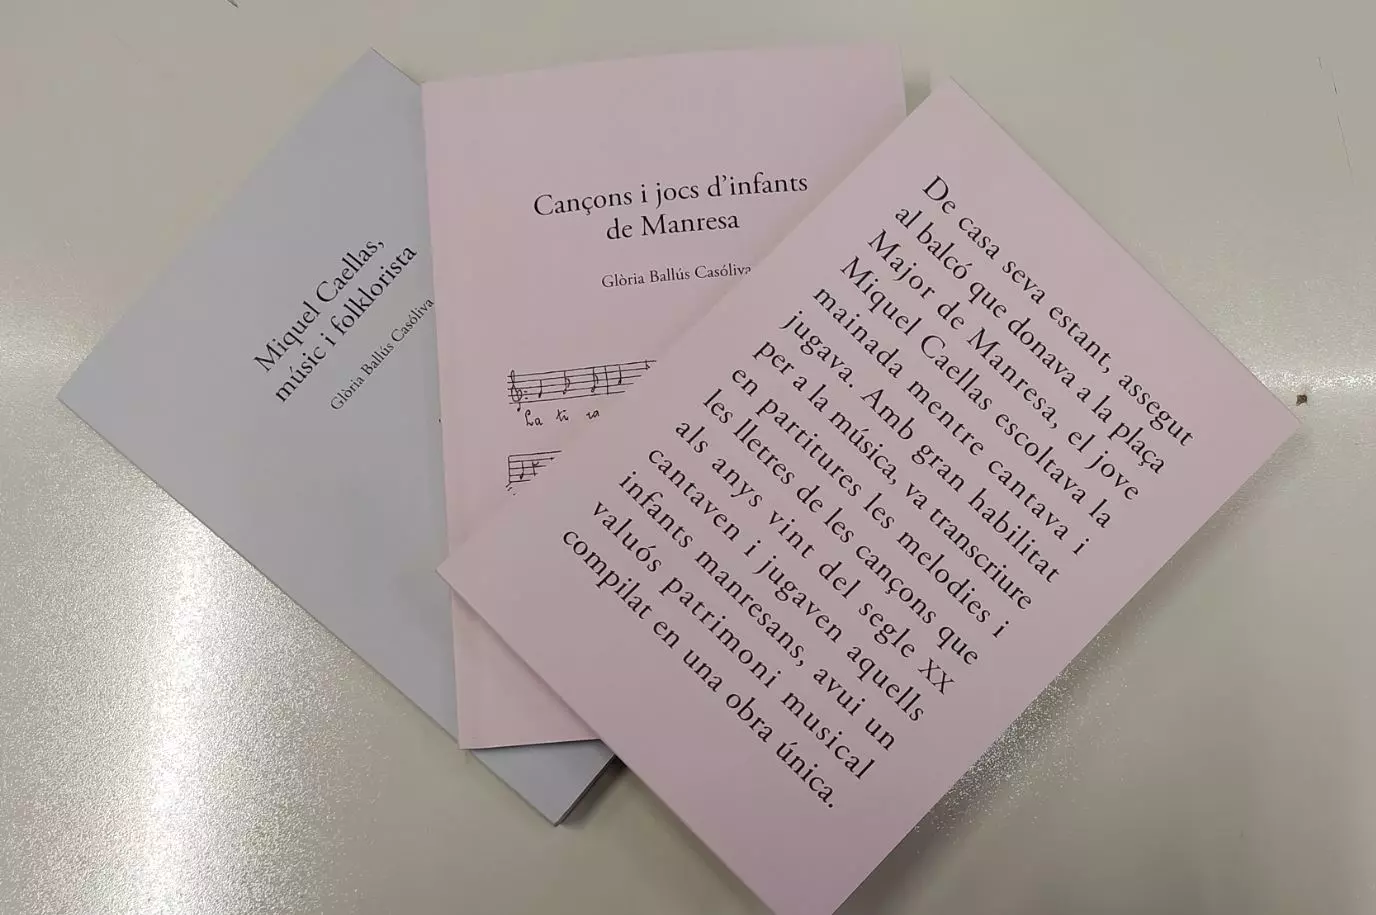 Miquel Caellas,
músic i folklorista
Glòria Ballús Casóliva
Cançons i jocs d'infants
de Manresa
Glòria Ballús Casóliva
La ti ra
De casa seva estant, assegut
al balcó que donava a la plaça
Major de Manresa, el jove
Miquel Caellas escoltava la
mainada mentre cantava i
jugava. Amb gran habilitat
per a la música, va transcriure
en partitures les melodies i
les lletres de les cançons que
als anys vint del segle XX
cantaven i jugaven aquells
infants manresans, avui un
valuós patrimoni musical
compilat en una obra única.